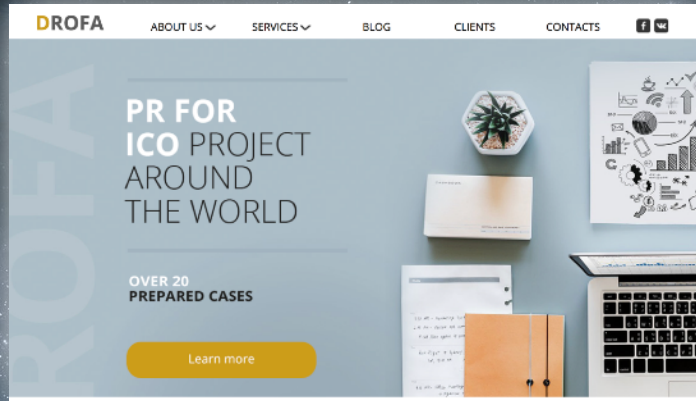 DROFA
ABOUT US
SERVICES
BLOG
CLIENTS
CONTACTS
DROFA
PR FOR
ICO PROJECT
AROUND
THE WORLD
OVER 20
PREPARED CASES
Learn more